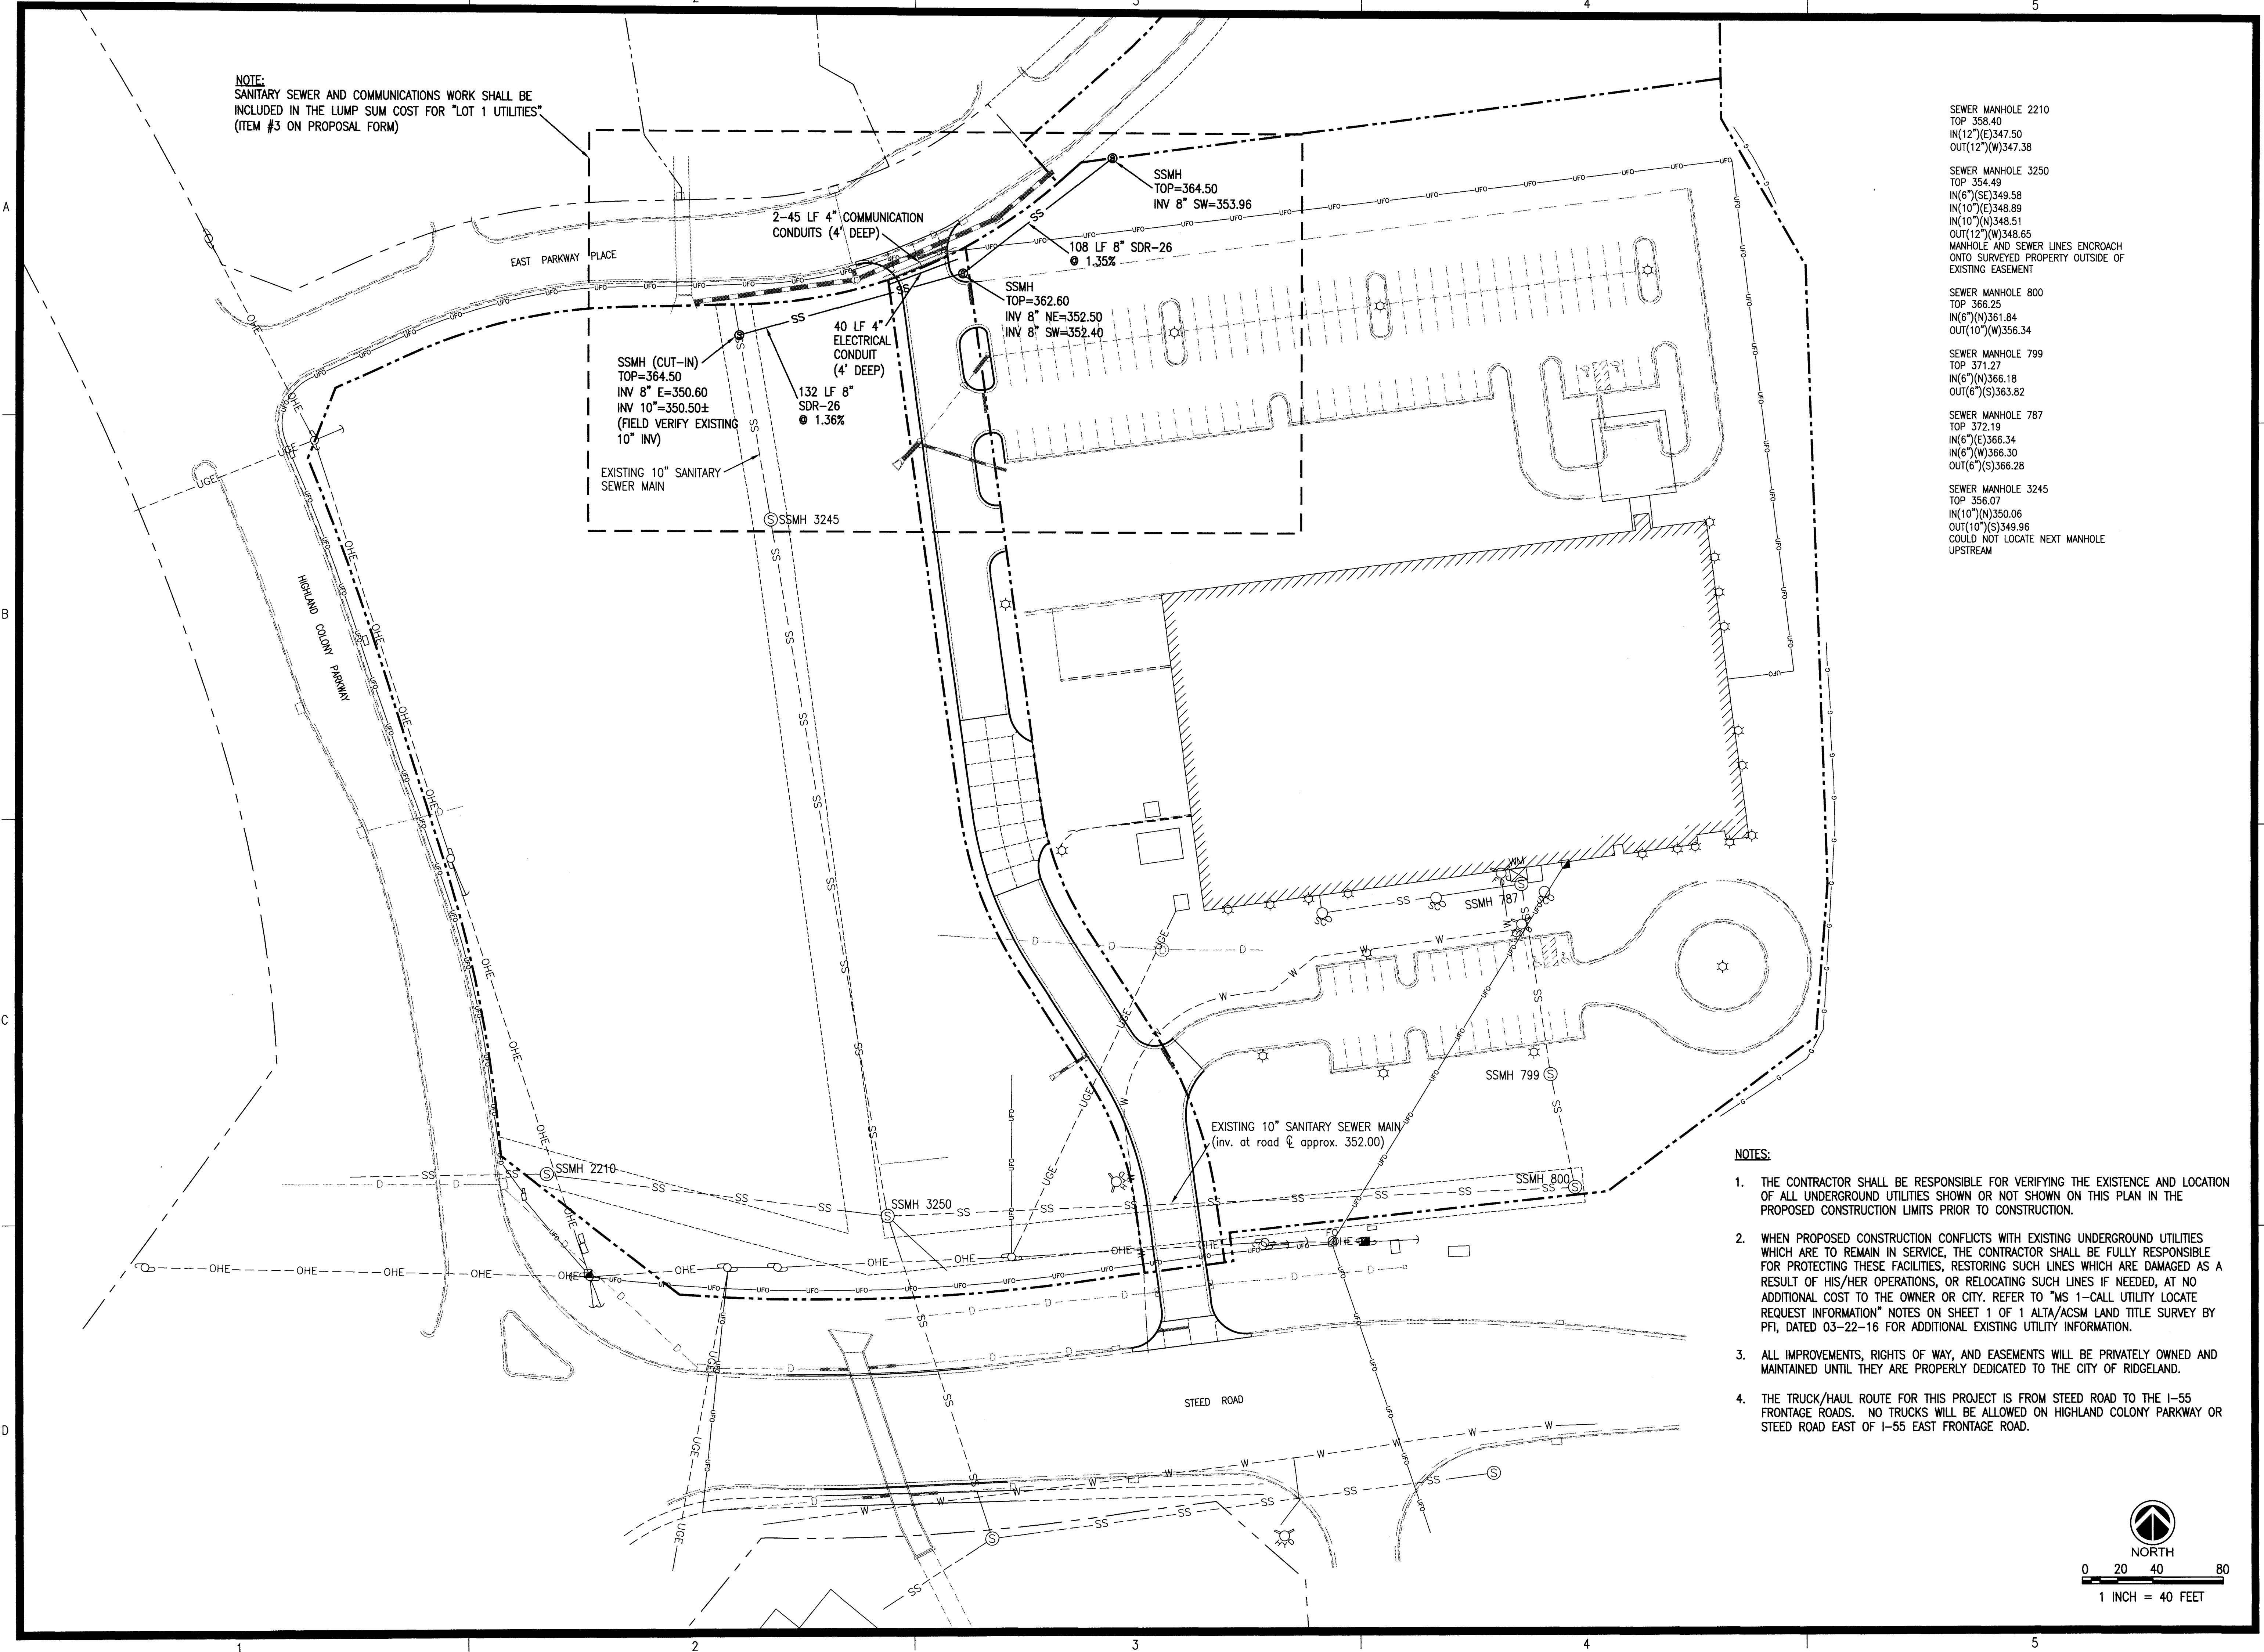 1
2
3
4
5
NOTE:
SANITARY SEWER AND COMMUNICATIONS WORK SHALL BE
INCLUDED IN THE LUMP SUM COST FOR "LOT 1 UTILITIES"
(ITEM #3 ON PROPOSAL FORM)
SEWER MANHOLE 2210
TOP 358.40
IN(12")(E)347.50
OUT(12")(W)347.38
SEWER MANHOLE 3250
TOP 354.49
IN(6")(SE)349.58
IN(10")(E)348.89
IN(10")(N)348.51
OUT(12")(W)348.65
MANHOLE AND SEWER LINES ENCROACH
ONTO SURVEYED PROPERTY OUTSIDE OF
EXISTING EASEMENT
SEWER MANHOLE 800
TOP 366.25
IN(6")(N)361.84
OUT(10")(W)356.34
SEWER MANHOLE 799
TOP 371.27
IN(6")(N)366.18
OUT(6")(S)363.82
SEWER MANHOLE 787
TOP 372.19
IN(6")(E)366.34
IN(6")(W)366.30
OUT(6")(S)366.28
SEWER MANHOLE 3245
TOP 356.07
IN(10")(N)350.06
OUT(10")(S)349.96
COULD NOT LOCATE NEXT MANHOLE
UPSTREAM
A
B
C
D
SSMH
TOP=364.50
INV 8" SW=353.96
2-45 LF 4" COMMUNICATION
CONDUITS (4' DEEP)
108 LF 8" SDR-26
@ 1.35%
EAST PARKWAY PLACE
SSMH
TOP=362.60
INV 8" NE=352.50
INV 8" SW=352.40
40 LF 4"
ELECTRICAL
CONDUIT
(4' DEEP)
SSMH (CUT-IN)
TOP=364.50
INV 8" E=350.60
INV 10"=350.50±
(FIELD VERIFY EXISTING
10" INV)
132 LF 8"
SDR-26
@ 1.36%
EXISTING 10" SANITARY
SEWER MAIN
SSMH 3245
HIGHLAND COLONY PARKWAY
WM
SSMH 787
SSMH 799
EXISTING 10" SANITARY SEWER MAIN
(inv. at road ℄ approx. 352.00)
SSMH 2210
SSMH 3250
SSMH 800
FO
OHE
UGE
UFO
SS
W
D
G
SCO
STEED ROAD
NOTES:
1. THE CONTRACTOR SHALL BE RESPONSIBLE FOR VERIFYING THE EXISTENCE AND LOCATION
OF ALL UNDERGROUND UTILITIES SHOWN OR NOT SHOWN ON THIS PLAN IN THE
PROPOSED CONSTRUCTION LIMITS PRIOR TO CONSTRUCTION.
2. WHEN PROPOSED CONSTRUCTION CONFLICTS WITH EXISTING UNDERGROUND UTILITIES
WHICH ARE TO REMAIN IN SERVICE, THE CONTRACTOR SHALL BE FULLY RESPONSIBLE
FOR PROTECTING THESE FACILITIES, RESTORING SUCH LINES WHICH ARE DAMAGED AS A
RESULT OF HIS/HER OPERATIONS, OR RELOCATING SUCH LINES IF NEEDED, AT NO
ADDITIONAL COST TO THE OWNER OR CITY. REFER TO "MS 1-CALL UTILITY LOCATE
REQUEST INFORMATION" NOTES ON SHEET 1 OF 1 ALTA/ACSM LAND TITLE SURVEY BY
PFI, DATED 03-22-16 FOR ADDITIONAL EXISTING UTILITY INFORMATION.
3. ALL IMPROVEMENTS, RIGHTS OF WAY, AND EASEMENTS WILL BE PRIVATELY OWNED AND
MAINTAINED UNTIL THEY ARE PROPERLY DEDICATED TO THE CITY OF RIDGELAND.
4. THE TRUCK/HAUL ROUTE FOR THIS PROJECT IS FROM STEED ROAD TO THE I-55
FRONTAGE ROADS. NO TRUCKS WILL BE ALLOWED ON HIGHLAND COLONY PARKWAY OR
STEED ROAD EAST OF I-55 EAST FRONTAGE ROAD.
NORTH
0 20 40 80
1 INCH = 40 FEET
1
2
3
4
5